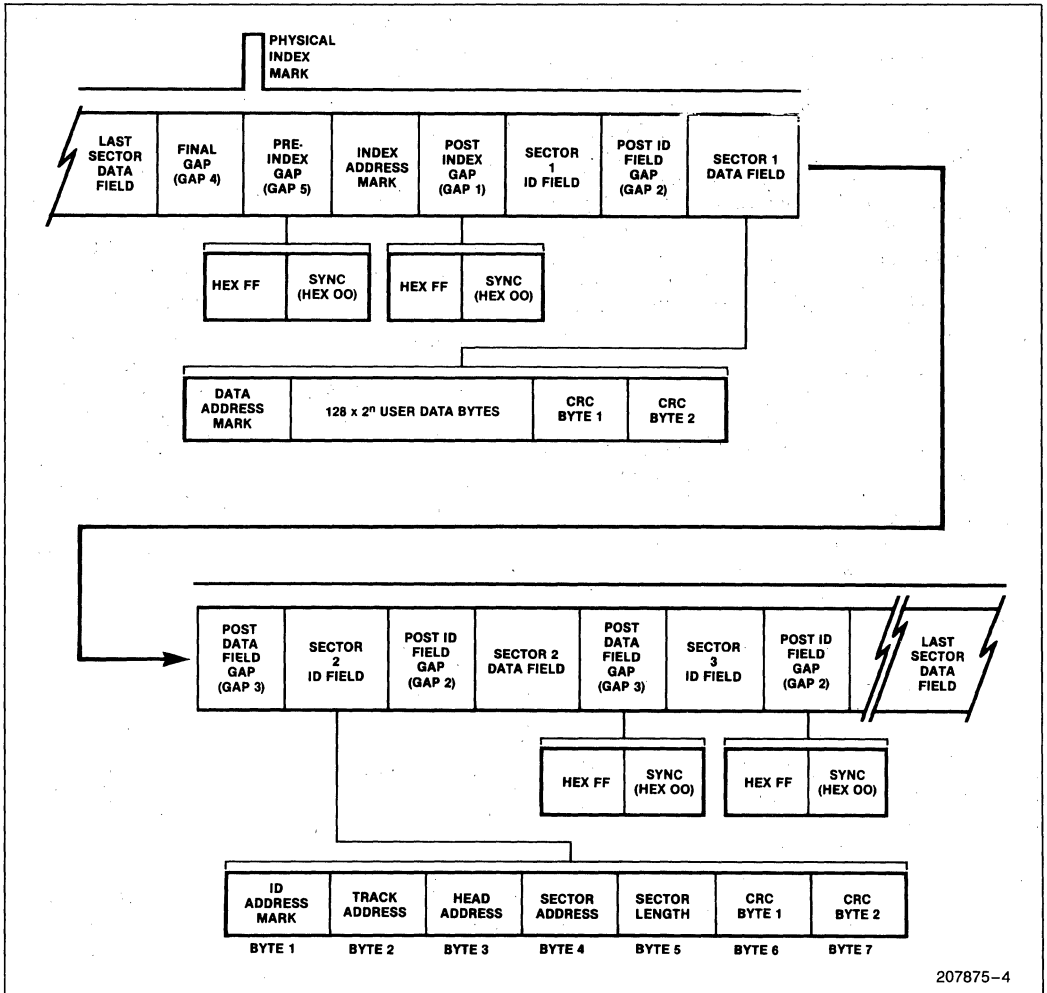 PHYSICAL
INDEX
MARK
LAST
SECTOR
DATA
FIELD
FINAL
GAP
(GAP 4)
PRE-
INDEX
GAP
(GAP 5)
INDEX
ADDRESS
MARK
POST
INDEX
GAP
(GAP 1)
SECTOR
1
ID FIELD
POST ID
FIELD
GAP
(GAP 2)
SECTOR 1
DATA FIELD
HEX FF
SYNC
(HEX OO)
HEX FF
SYNC
(HEX OO)
DATA
ADDRESS
MARK
128 x 2ⁿ USER DATA BYTES
CRC
BYTE 1
CRC
BYTE 2
POST
DATA
FIELD
GAP
(GAP 3)
SECTOR
2
ID FIELD
POST ID
FIELD
GAP
(GAP 2)
SECTOR 2
DATA FIELD
POST
DATA
FIELD
GAP
(GAP 3)
SECTOR
3
ID FIELD
POST ID
FIELD
GAP
(GAP 2)
LAST
SECTOR
DATA
FIELD
HEX FF
SYNC
(HEX OO)
HEX FF
SYNC
(HEX OO)
ID
ADDRESS
MARK
TRACK
ADDRESS
HEAD
ADDRESS
SECTOR
ADDRESS
SECTOR
LENGTH
CRC
BYTE 1
CRC
BYTE 2
BYTE 1
BYTE 2
BYTE 3
BYTE 4
BYTE 5
BYTE 6
BYTE 7
207875–4